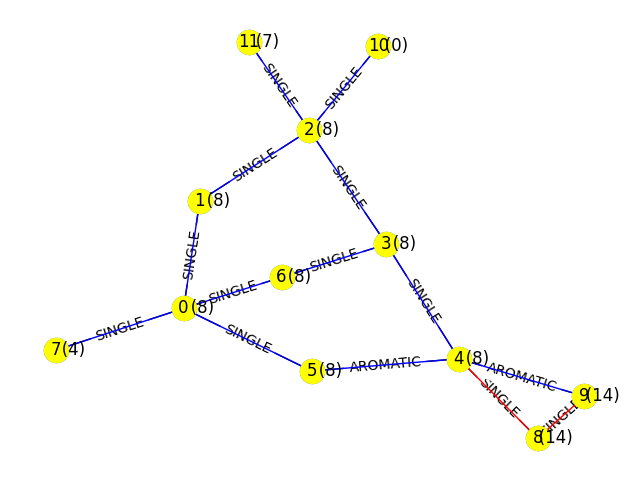 11(7)
10(0)
SINGLE
SINGLE
2(8)
SINGLE
SINGLE
1(8)
SINGLE
3(8)
SINGLE
6(8)
SINGLE
SINGLE
0(8)
SINGLE
7(4)
SINGLE
SINGLE
5(8)
AROMATIC
4(8)
AROMATIC
SINGLE
9(14)
SINGLE
8(14)